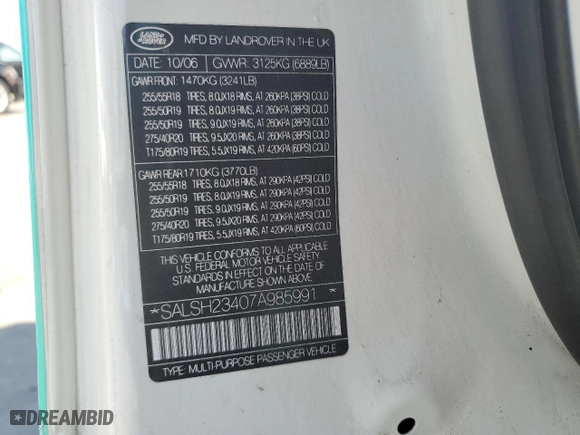 LAND ROVER
MFD BY LANDROVER IN THE UK
DATE: 10/06 GVWR: 3125KG (6889LB)
GAWR FRONT: 1470KG (3241LB)
255/55R18 TIRES, 8.0JX18 RIMS, AT 260KPA (38PSI) COLD
255/50R19 TIRES, 8.0JX19 RIMS, AT 260KPA (38PSI) COLD
255/50R19 TIRES, 9.0JX19 RIMS, AT 260KPA (38PSI) COLD
275/40R20 TIRES, 9.5JX20 RIMS, AT 260KPA (38PSI) COLD
T175/80R19 TIRES, 5.5JX19 RIMS, AT 420KPA (60PSI) COLD
GAWR REAR: 1710KG (3770LB)
255/55R18 TIRES, 8.0JX18 RIMS, AT 290KPA (42PSI) COLD
255/50R19 TIRES, 8.0JX19 RIMS, AT 290KPA (42PSI) COLD
255/50R19 TIRES, 9.0JX19 RIMS, AT 290KPA (42PSI) COLD
275/40R20 TIRES, 9.5JX20 RIMS, AT 290KPA (42PSI) COLD
T175/80R19 TIRES, 5.5JX19 RIMS, AT 420KPA (60PSI) COLD
THIS VEHICLE CONFORMS TO ALL APPLICABLE
U.S. FEDERAL MOTOR VEHICLE SAFETY
STANDARDS IN EFFECT ON THE DATE OF
MANUFACTURE SHOWN ABOVE.
*SALSH23407A985991*
TYPE: MULTI-PURPOSE PASSENGER VEHICLE
DREAMBID